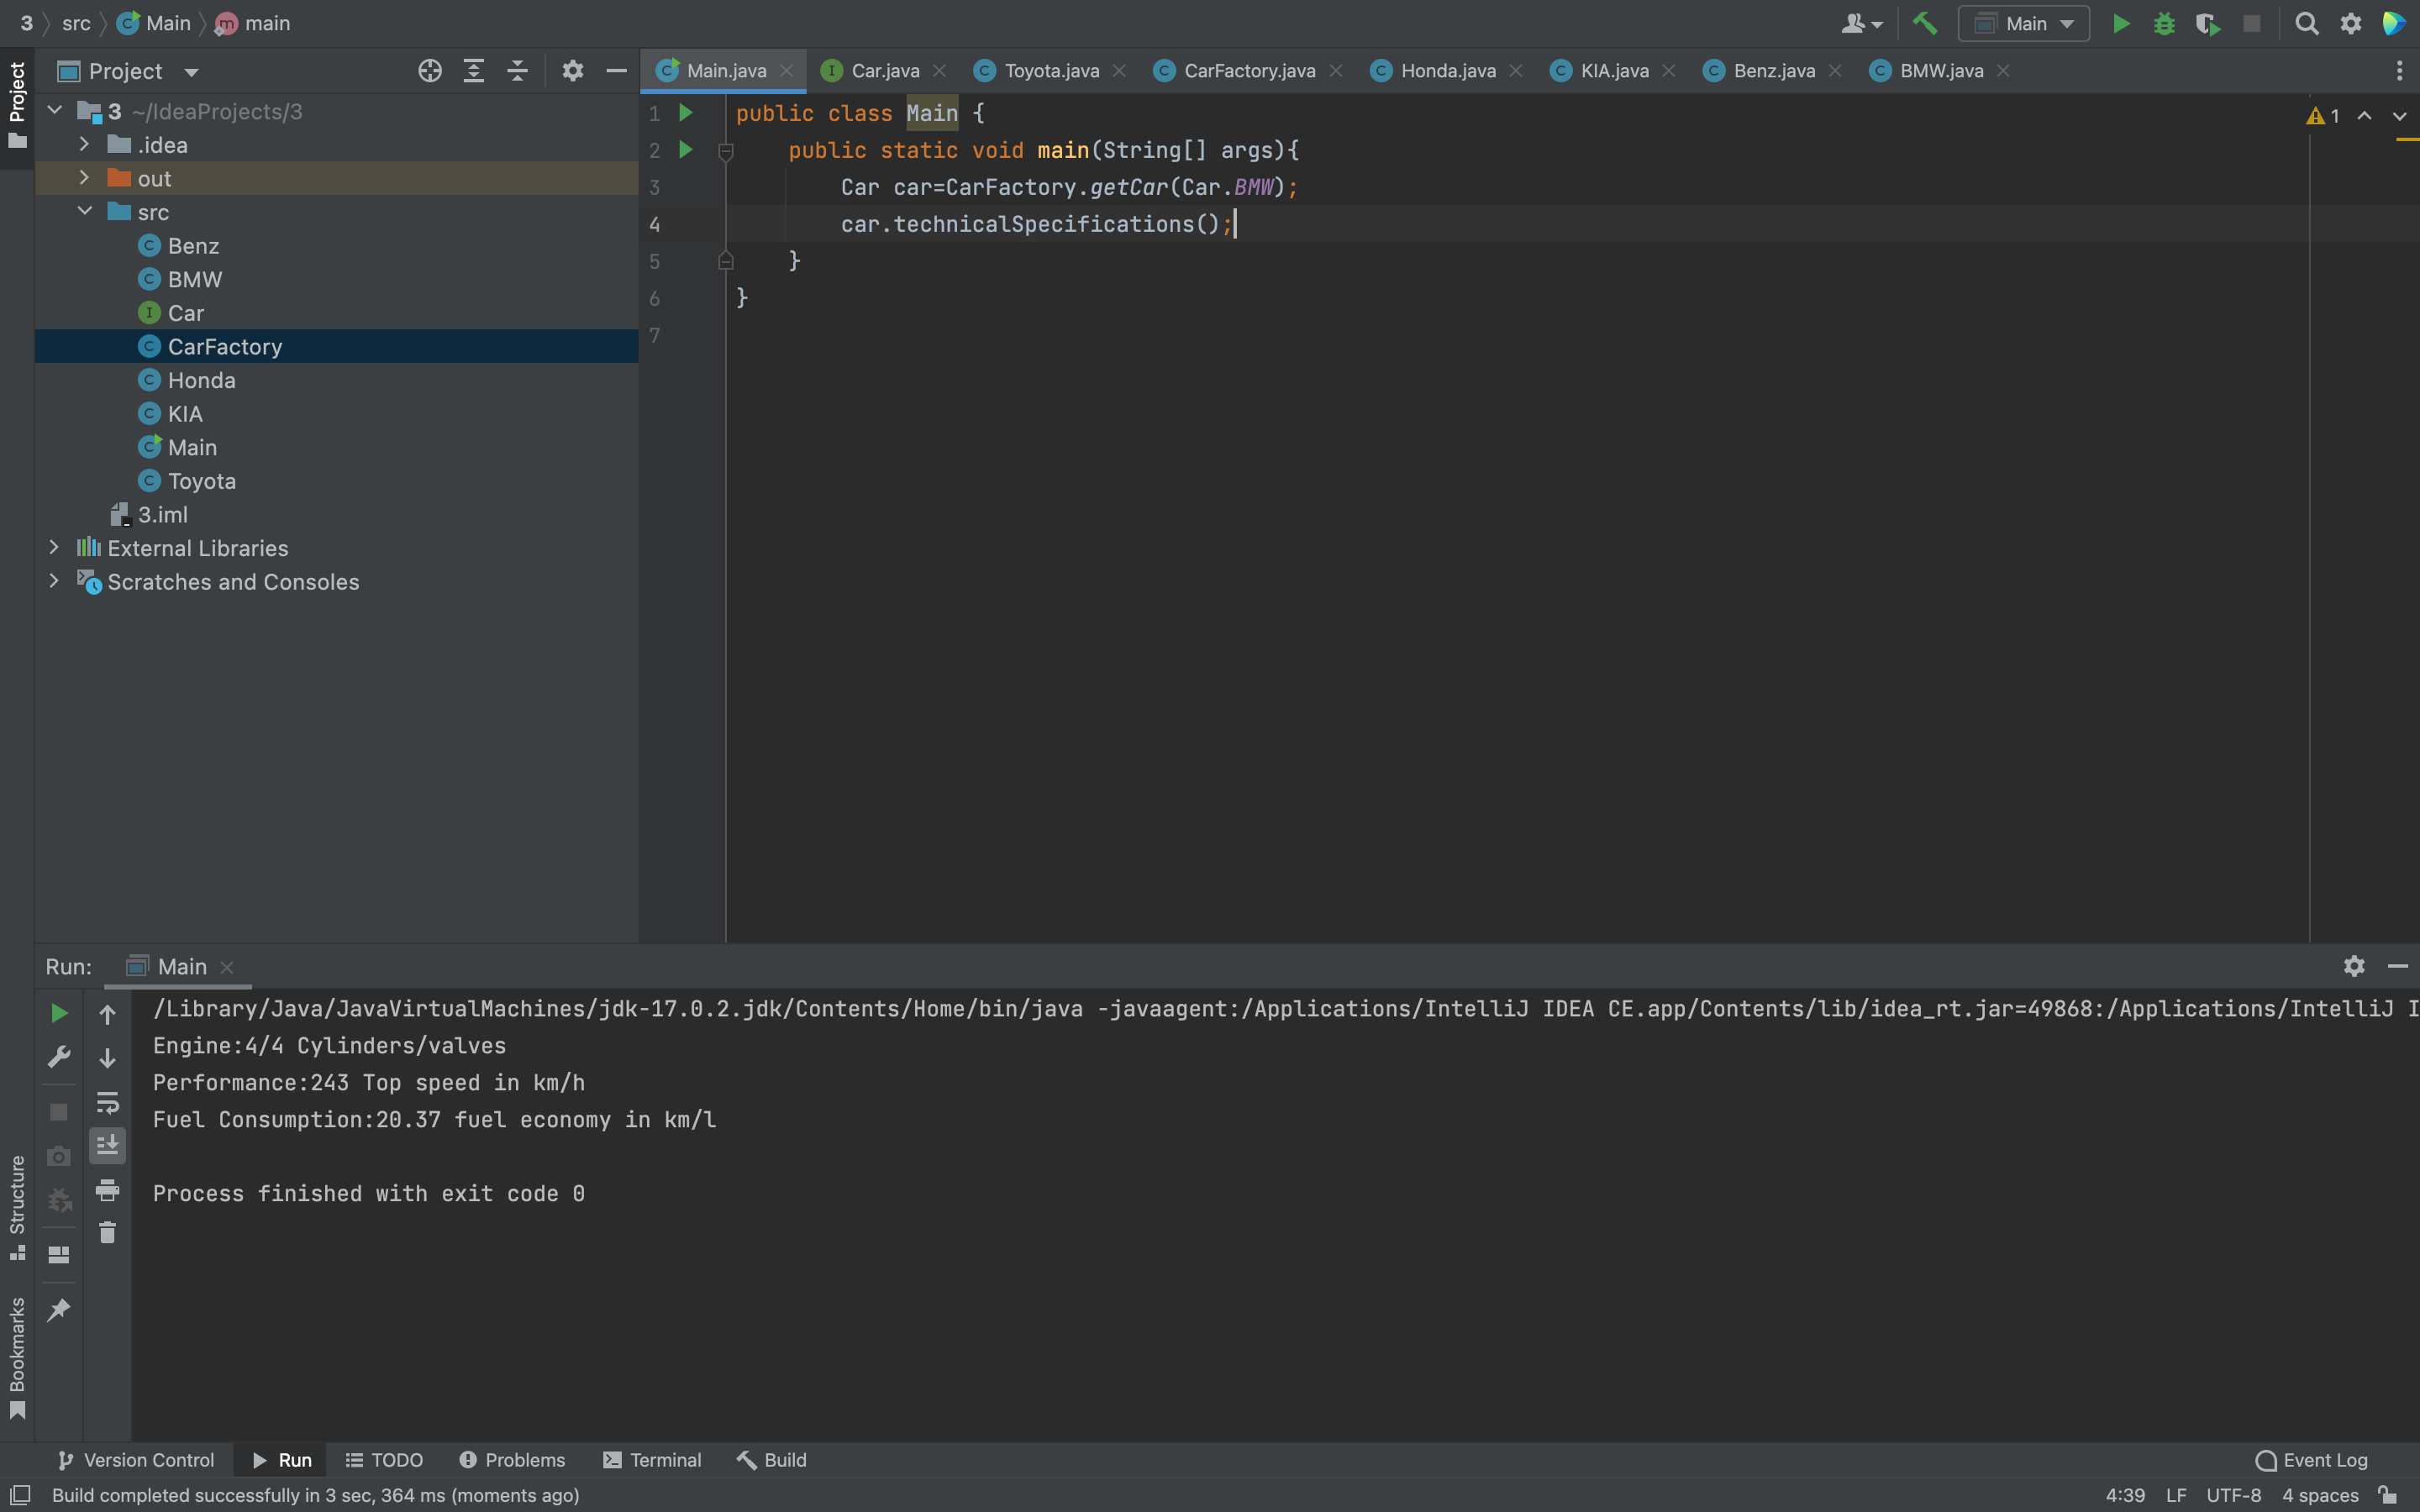 3 src Main main
Main
Project
Main.java Car.java Toyota.java CarFactory.java Honda.java KIA.java Benz.java BMW.java
Project
3 ~/IdeaProjects/3
.idea
out
src
Benz
BMW
Car
CarFactory
Honda
KIA
Main
Toyota
3.iml
External Libraries
Scratches and Consoles
1 public class Main {
2 public static void main(String[] args){
3 Car car=CarFactory.getCar(Car.BMW);
4 car.technicalSpecifications();
5 }
6 }
7
1
Run: Main
/Library/Java/JavaVirtualMachines/jdk-17.0.2.jdk/Contents/Home/bin/java -javaagent:/Applications/IntelliJ IDEA CE.app/Contents/lib/idea_rt.jar=49868:/Applications/IntelliJ I
Engine:4/4 Cylinders/valves
Performance:243 Top speed in km/h
Fuel Consumption:20.37 fuel economy in km/l
Process finished with exit code 0
Structure
Bookmarks
Version Control Run TODO Problems Terminal Build Event Log
Build completed successfully in 3 sec, 364 ms (moments ago) 4:39 LF UTF-8 4 spaces